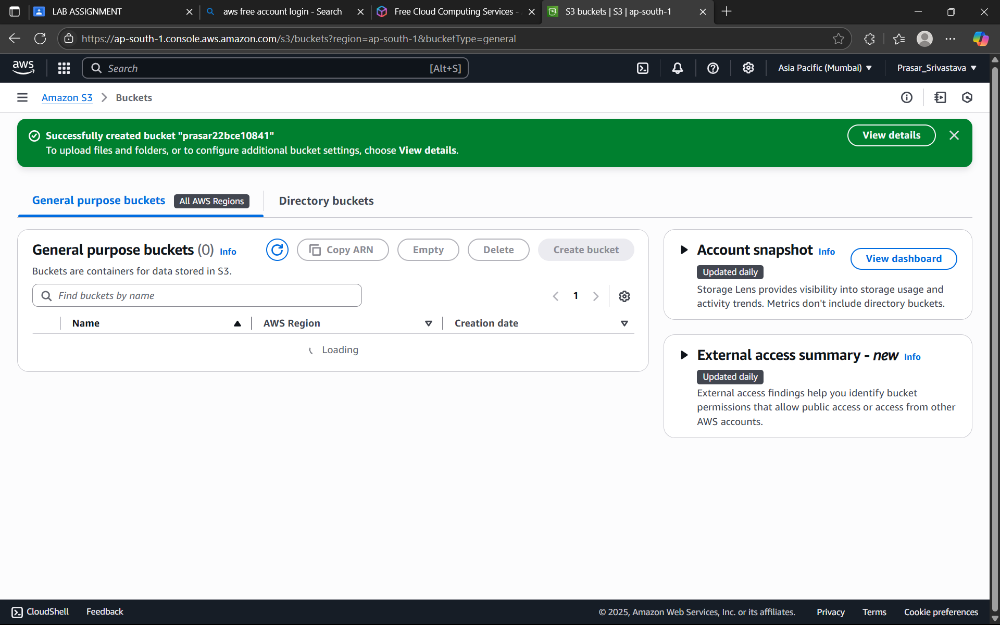 LAB ASSIGNMENT
aws free account login - Search
Free Cloud Computing Services -
S3 buckets | S3 | ap-south-1
https://ap-south-1.console.aws.amazon.com/s3/buckets?region=ap-south-1&bucketType=general
aws
Search
[Alt+S]
Asia Pacific (Mumbai)
Prasar_Srivastava
Amazon S3
Buckets
Successfully created bucket "prasar22bce10841"
To upload files and folders, or to configure additional bucket settings, choose View details.
View details
General purpose buckets
All AWS Regions
Directory buckets
General purpose buckets (0) Info
Copy ARN
Empty
Delete
Create bucket
Buckets are containers for data stored in S3.
Find buckets by name
1
Name
AWS Region
Creation date
Loading
Account snapshot Info
View dashboard
Updated daily
Storage Lens provides visibility into storage usage and
activity trends. Metrics don't include directory buckets.
External access summary - new Info
Updated daily
External access findings help you identify bucket
permissions that allow public access or access from other
AWS accounts.
CloudShell
Feedback
© 2025, Amazon Web Services, Inc. or its affiliates.
Privacy
Terms
Cookie preferences